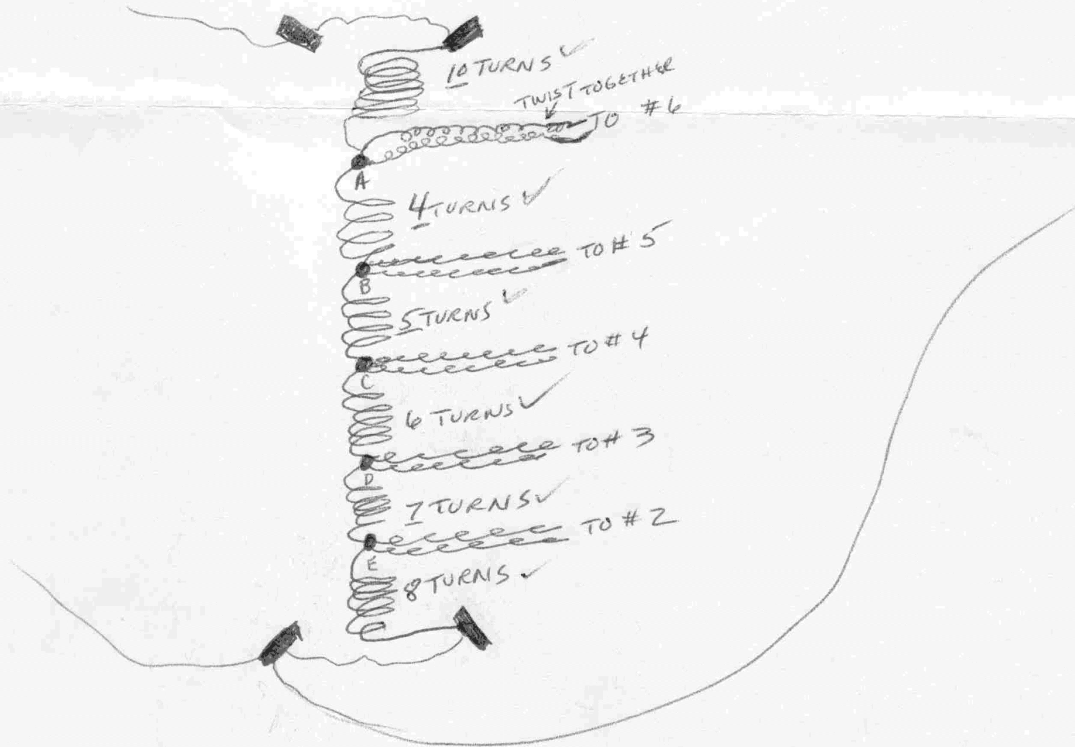 10 TURNS ✓
TWIST TOGETHER
TO #6
A
4 TURNS ✓
TO # 5
B
5 TURNS ✓
TO # 4
C
6 TURNS ✓
TO # 3
D
7 TURNS ✓
TO # 2
E
8 TURNS ✓